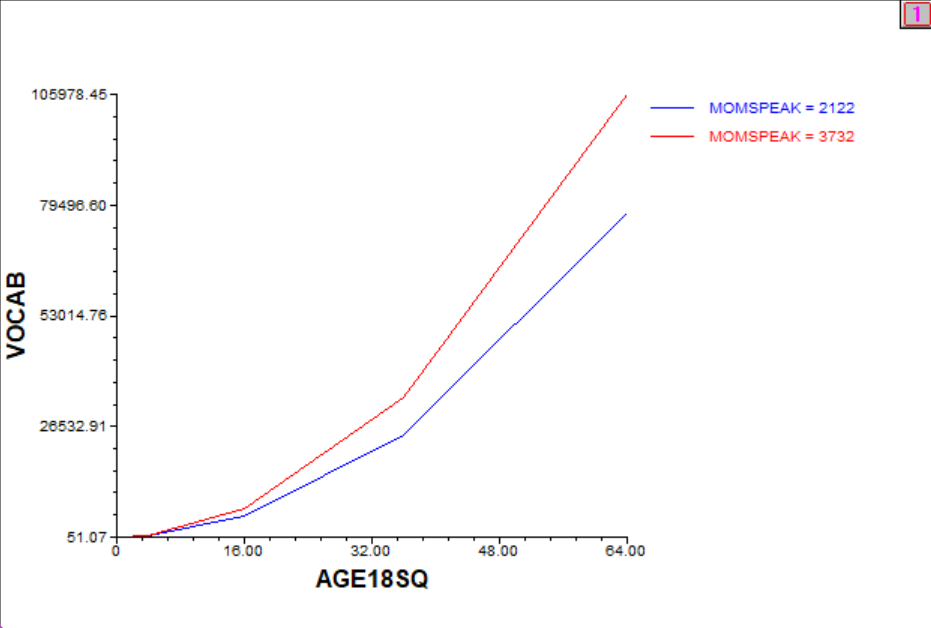 1
105978.45
79496.60
53014.76
26532.91
51.07
0 16.00 32.00 48.00 64.00
VOCAB
AGE18SQ
MOMSPEAK = 2122
MOMSPEAK = 3732